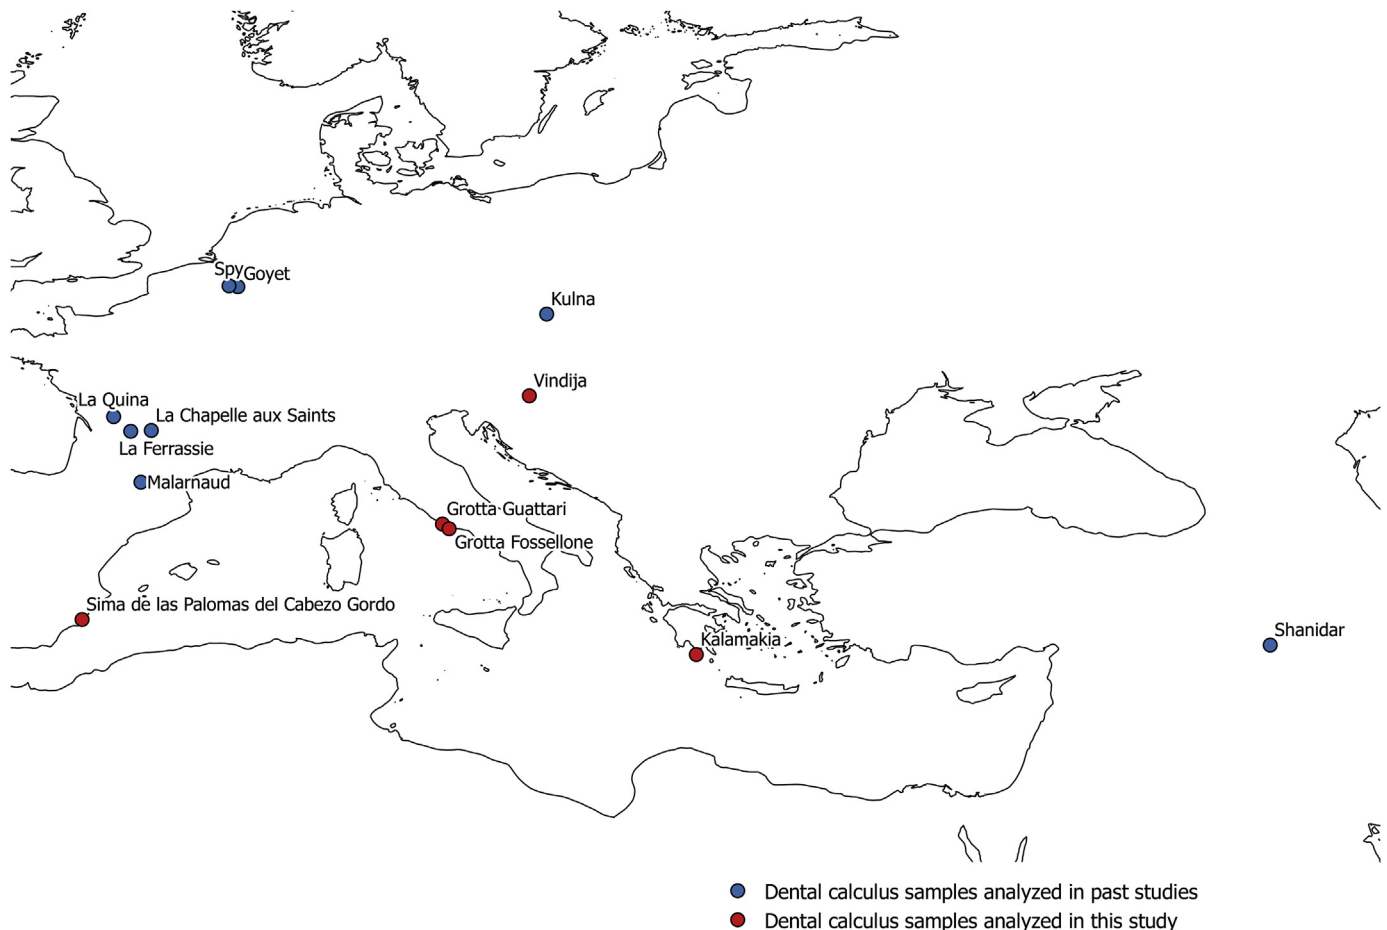 Spy
Goyet
Kulna
Vindija
La Quina
La Chapelle aux Saints
La Ferrassie
Malarnaud
Grotta Guattari
Grotta Fossellone
Sima de las Palomas del Cabezo Gordo
Kalamakia
Shanidar
Dental calculus samples analyzed in past studies
Dental calculus samples analyzed in this study